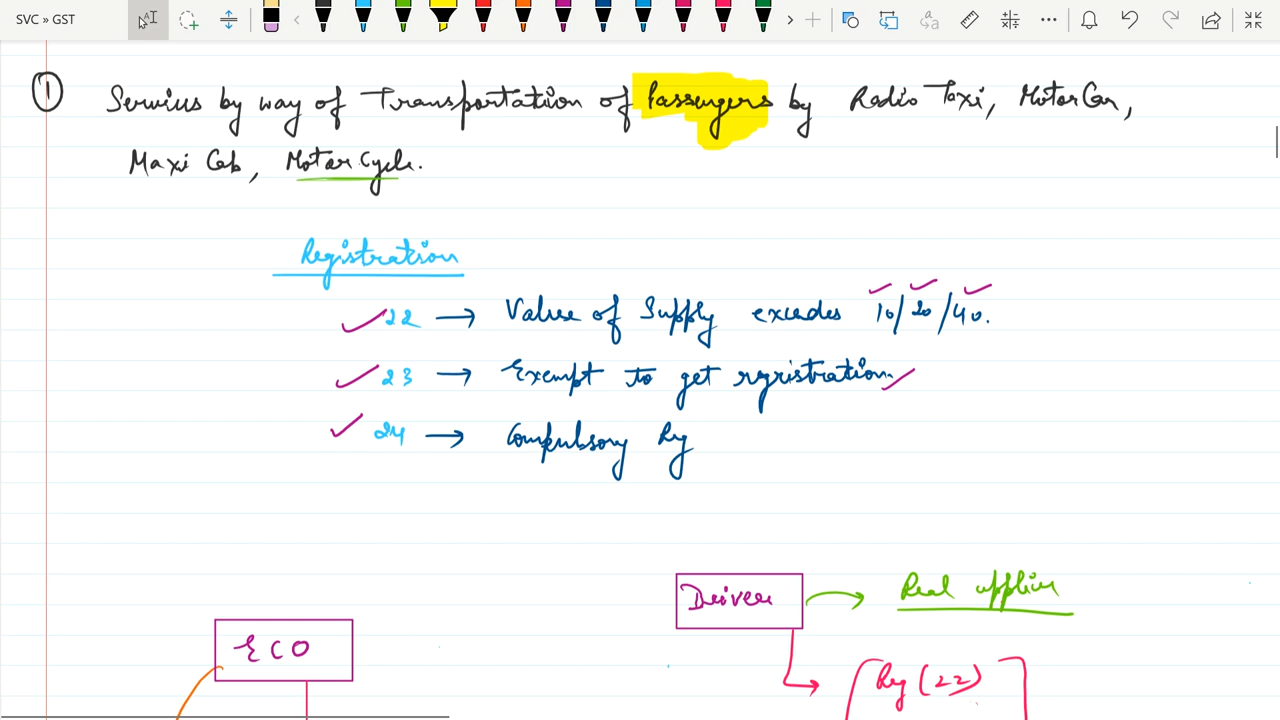 SVC » GST
① Services by way of Transportation of Passengers by Radio Taxi, Motor Car,
Maxi Cab, Motor Cycle.
Registration
22 → Value of Supply excedes 10/20/40.
23 → Exempt to get registration.
24 → Compulsory Reg
Driver → Real applier
ECO
Reg (22)